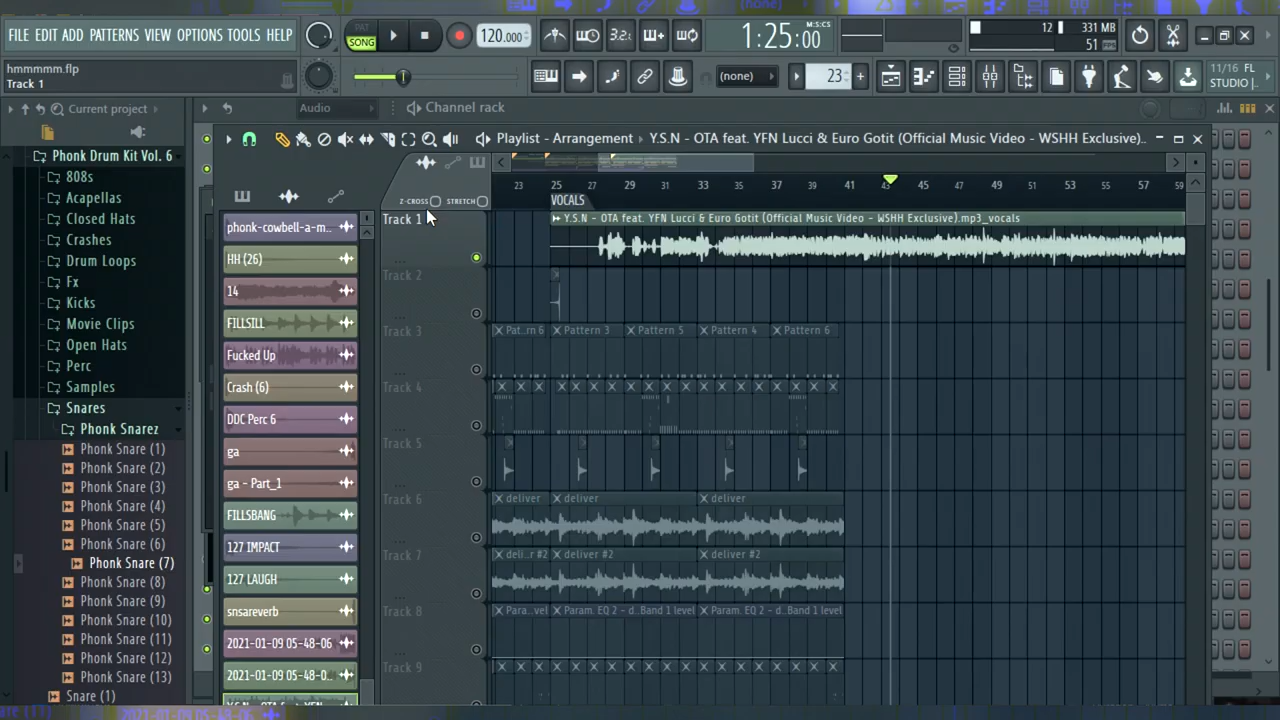 FILE EDIT ADD PATTERNS VIEW OPTIONS TOOLS HELP
PAT
SONG
120.000
3.2.
1:25:00
M:S:CS
12
331 MB
51
hmmmmm.flp
Track 1
(none)
23
11/16 FL
STUDIO |..
Current project
Audio
Channel rack
Playlist - Arrangement
Y.S.N - OTA feat. YFN Lucci & Euro Gotit (Official Music Video - WSHH Exclusive)..
Phonk Drum Kit Vol. 6
808s
Acapellas
Closed Hats
Crashes
Drum Loops
Fx
Kicks
Movie Clips
Open Hats
Perc
Samples
Snares
Phonk Snarez
Phonk Snare (1)
Phonk Snare (2)
Phonk Snare (3)
Phonk Snare (4)
Phonk Snare (5)
Phonk Snare (6)
Phonk Snare (7)
Phonk Snare (8)
Phonk Snare (9)
Phonk Snare (10)
Phonk Snare (11)
Phonk Snare (12)
Phonk Snare (13)
Snare (1)
phonk-cowbell-a-m...
HH (26)
14
FILLSILL
Fucked Up
Crash (6)
DDC Perc 6
ga
ga - Part_1
FILLSBANG
127 IMPACT
127 LAUGH
snsareverb
2021-01-09 05-48-06
2021-01-09 05-48-0...
Z-CROSS
STRETCH
23 25 27 29 31 33 35 37 39 41 43 45 47 49 51 53 55 57 59
VOCALS
Track 1
Y.S.N - OTA feat. YFN Lucci & Euro Gotit (Official Music Video - WSHH Exclusive).mp3_vocals
Track 2
Track 3
Pat..rn 6
Pattern 3
Pattern 5
Pattern 4
Pattern 6
Track 4
Track 5
Track 6
deliver
deliver
deliver
Track 7
deli..r #2
deliver #2
deliver #2
Track 8
Para..vel
Param. EQ 2 - d..Band 1 level
Param. EQ 2 - d..Band 1 level
Track 9